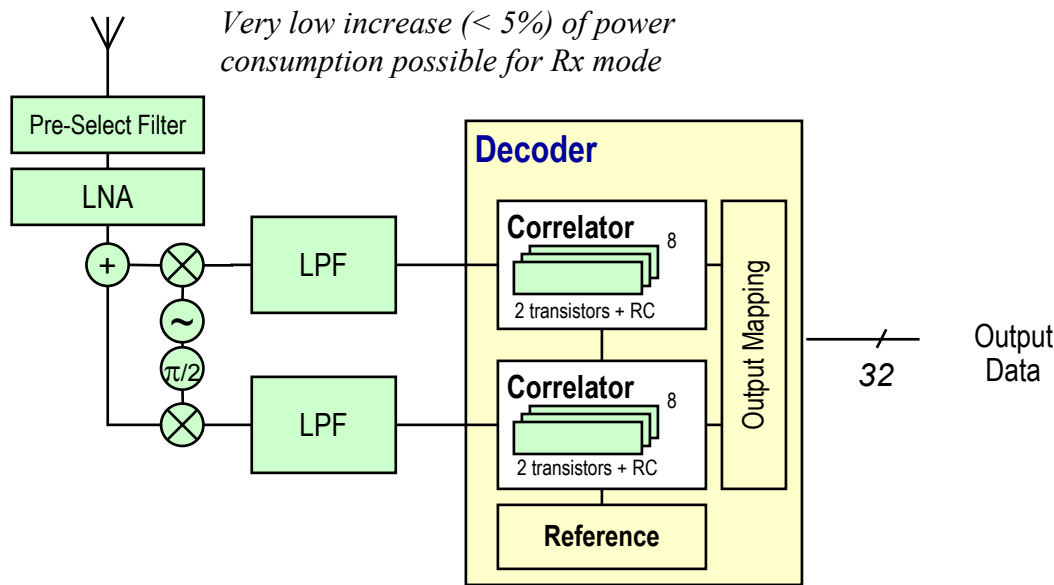 Very low increase (< 5%) of power
consumption possible for Rx mode
Pre-Select Filter
LNA
+
~
π/2
LPF
LPF
Decoder
Correlator
8
2 transistors + RC
Correlator
8
2 transistors + RC
Reference
Output Mapping
32
Output
Data